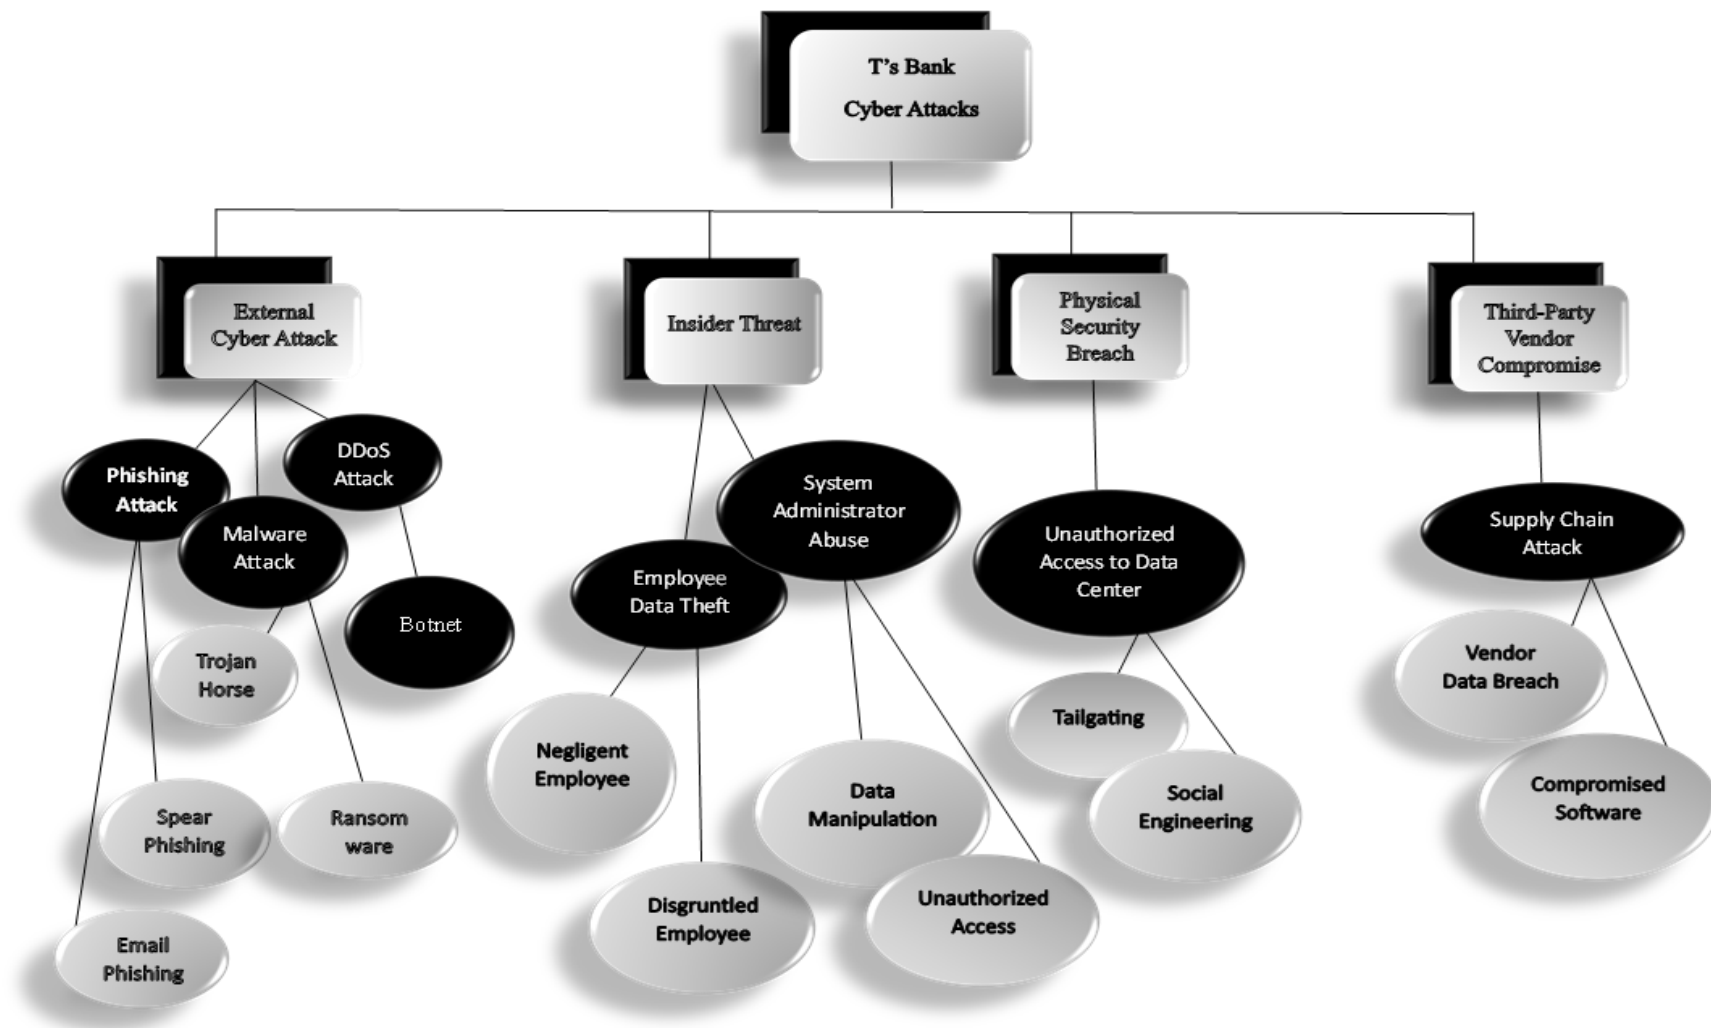 T's Bank
Cyber Attacks
External
Cyber Attack
Insider Threat
Physical
Security
Breach
Third-Party
Vendor
Compromise
Phishing
Attack
DDoS
Attack
Malware
Attack
Botnet
Trojan
Horse
Spear
Phishing
Ransom
ware
Email
Phishing
System
Administrator
Abuse
Employee
Data Theft
Negligent
Employee
Data
Manipulation
Disgruntled
Employee
Unauthorized
Access
Unauthorized
Access to Data
Center
Tailgating
Social
Engineering
Supply Chain
Attack
Vendor
Data Breach
Compromised
Software